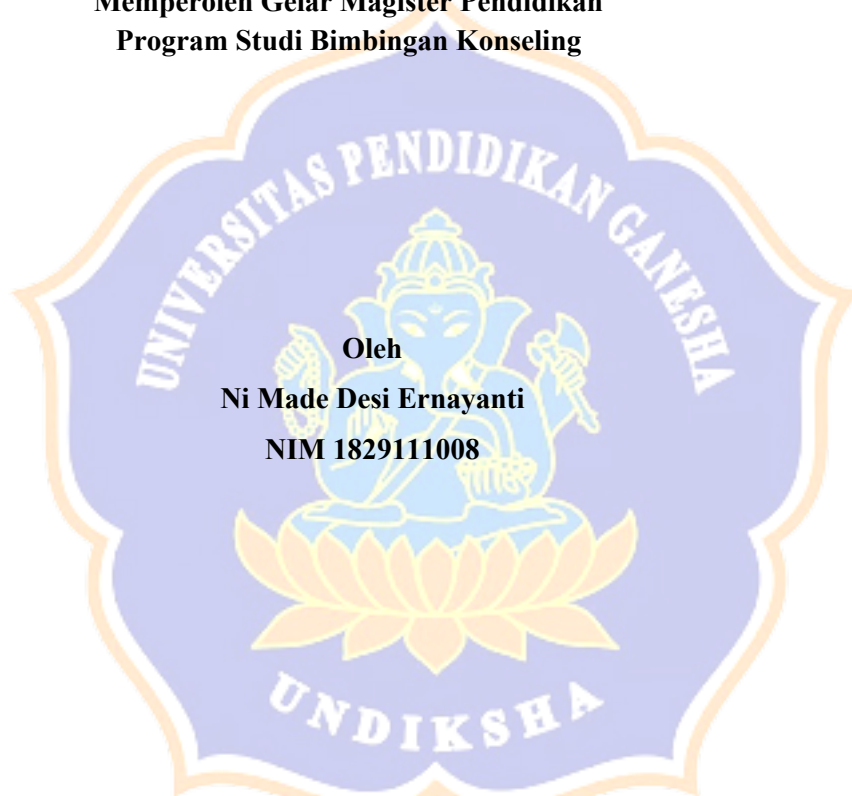 Memperoleh Gelar Magister Pendidikan
Program Studi Bimbingan Konseling
UNIVERSITAS PENDIDIKAN GANESHA
Oleh
Ni Made Desi Ernayanti
NIM 1829111008
UNDIKSHA